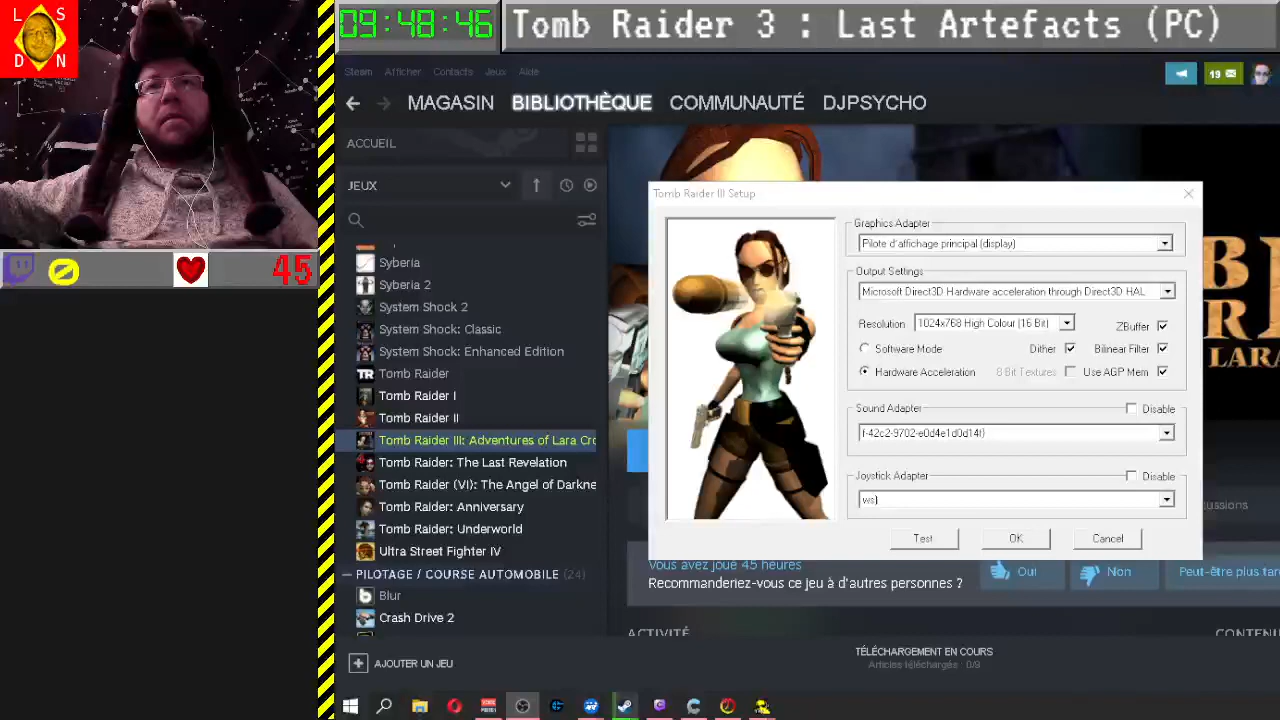 L S
D N
09:48:46
Tomb Raider 3 : Last Artefacts (PC)
Steam Afficher Contacts Jeux Aide
19
MAGASIN BIBLIOTHÈQUE COMMUNAUTÉ DJPSYCHO
ACCUEIL
JEUX
Syberia
Syberia 2
System Shock 2
System Shock: Classic
System Shock: Enhanced Edition
Tomb Raider
Tomb Raider I
Tomb Raider II
Tomb Raider III: Adventures of Lara Cro
Tomb Raider: The Last Revelation
Tomb Raider (VI): The Angel of Darkne
Tomb Raider: Anniversary
Tomb Raider: Underworld
Ultra Street Fighter IV
PILOTAGE / COURSE AUTOMOBILE (24)
Blur
Crash Drive 2
AJOUTER UN JEU
45
Tomb Raider III Setup
Graphics Adapter
Pilote d'affichage principal (display)
Output Settings
Microsoft Direct3D Hardware acceleration through Direct3D HAL
Resolution 1024x768 High Colour (16 Bit) ZBuffer
Software Mode Dither Bilinear Filter
Hardware Acceleration 8 Bit Textures Use AGP Mem
Sound Adapter Disable
f-42c2-9702-e0d4e1d0d14f}
Joystick Adapter Disable
ws)
Test OK Cancel
LARA
ussions
Vous avez joué 45 heures
Recommanderiez-vous ce jeu à d'autres personnes ?
Oui Non Peut-être plus tar
ACTIVITÉ
CONTENU
TÉLÉCHARGEMENT EN COURS
Articles téléchargés : 0/9